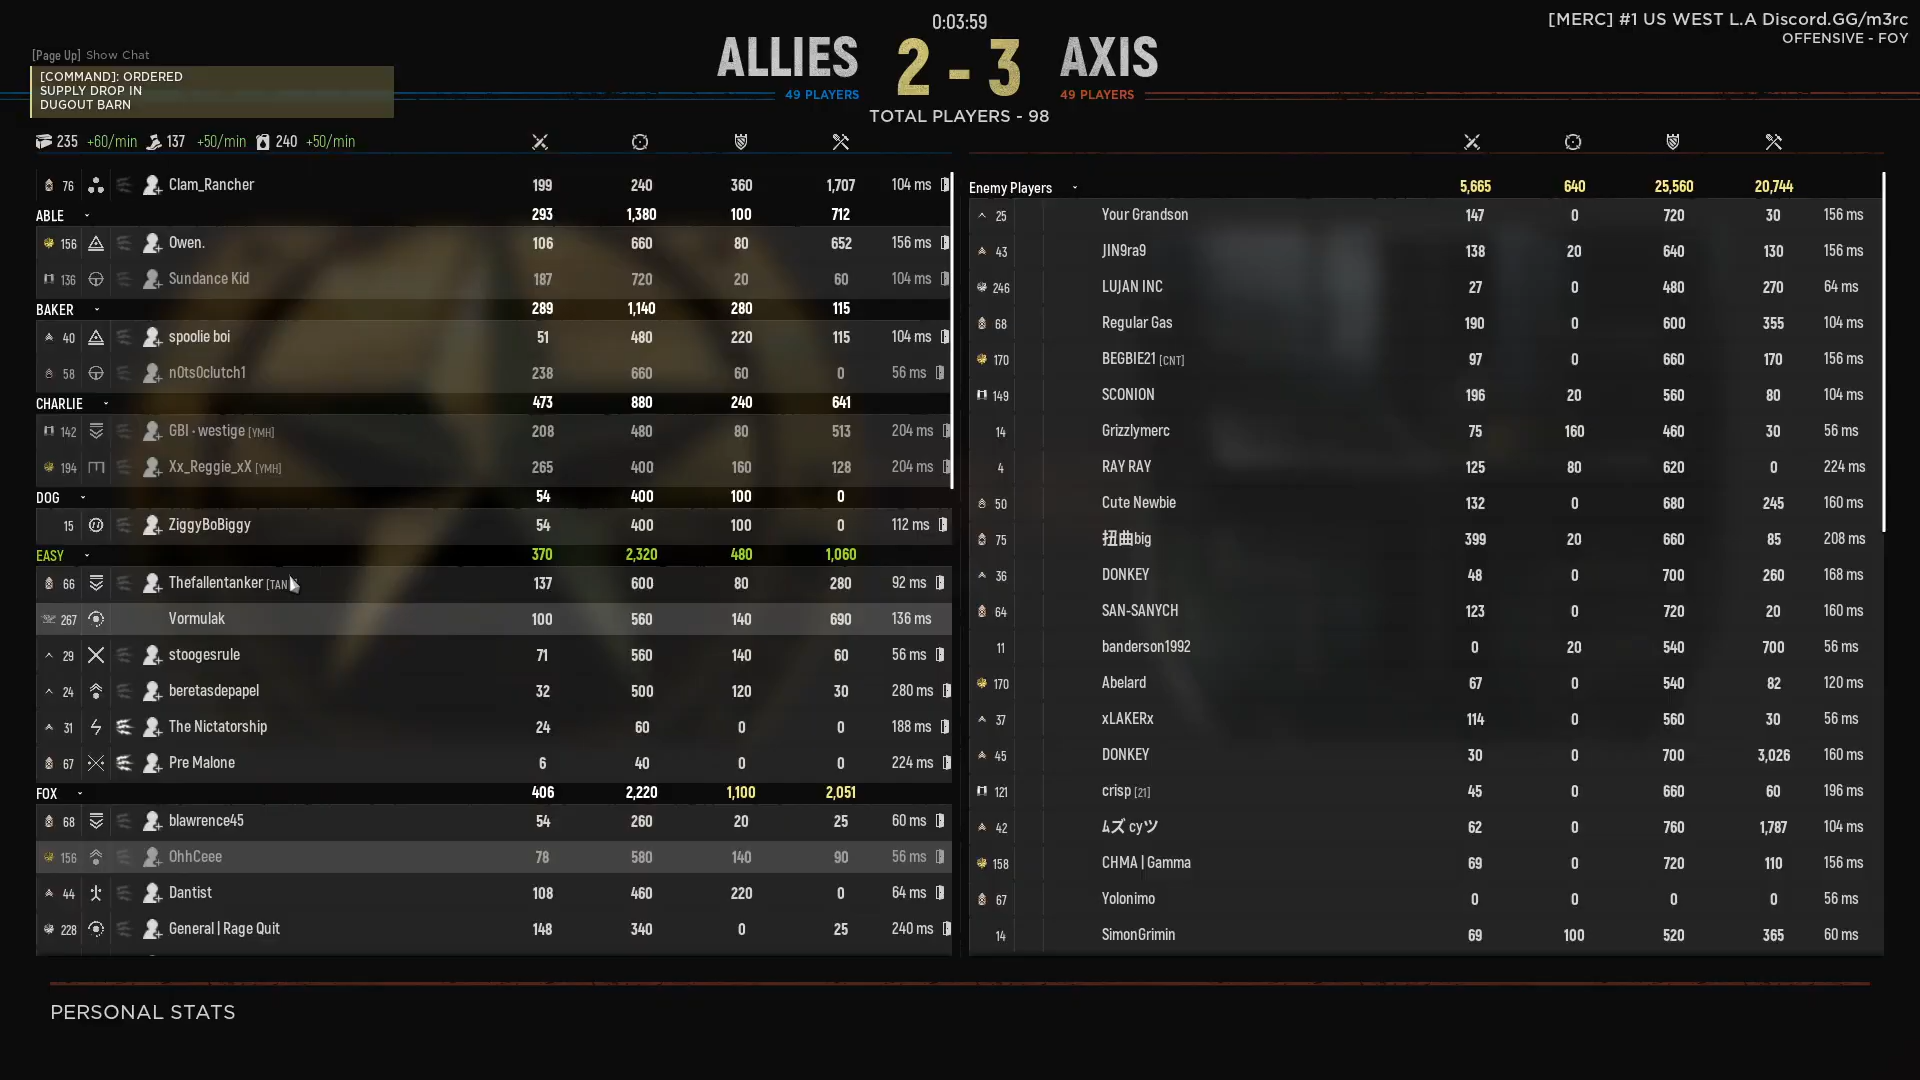 0:03:59
[MERC] #1 US WEST L.A Discord.GG/m3rc
OFFENSIVE - FOY
[Page Up] Show Chat
[COMMAND]: ORDERED
SUPPLY DROP IN
DUGOUT BARN
ALLIES 2 - 3 AXIS
49 PLAYERS 49 PLAYERS
TOTAL PLAYERS - 98
235 +60/min 137 +50/min 240 +50/min
76 Clam_Rancher 199 240 360 1,707 104 ms
ABLE 293 1,380 100 712
156 Owen. 106 660 80 652 156 ms
136 Sundance Kid 187 720 20 60 104 ms
BAKER 289 1,140 280 115
40 spoolie boi 51 480 220 115 104 ms
58 n0ts0clutch1 238 660 60 0 56 ms
CHARLIE 473 880 240 641
142 GBI - westige [YMH] 208 480 80 513 204 ms
194 Xx_Reggie_xX [YMH] 265 400 160 128 204 ms
DOG 54 400 100 0
15 ZiggyBoBiggy 54 400 100 0 112 ms
EASY 370 2,320 480 1,060
66 Thefallentanker [TAN 137 600 80 280 92 ms
267 Vormulak 100 560 140 690 136 ms
29 stoogesrule 71 560 140 60 56 ms
24 beretasdepapel 32 500 120 30 280 ms
31 The Nictatorship 24 60 0 0 188 ms
67 Pre Malone 6 40 0 0 224 ms
FOX 406 2,220 1,100 2,051
68 blawrence45 54 260 20 25 60 ms
156 OhhCeee 78 580 140 90 56 ms
44 Dantist 108 460 220 0 64 ms
228 General | Rage Quit 148 340 0 25 240 ms
Enemy Players 5,665 640 25,560 20,744
25 Your Grandson 147 0 720 30 156 ms
43 JIN9ra9 138 20 640 130 156 ms
246 LUJAN INC 27 0 480 270 64 ms
68 Regular Gas 190 0 600 355 104 ms
170 BEGBIE21 [CNT] 97 0 660 170 156 ms
149 SCONION 196 20 560 80 104 ms
14 Grizzlymerc 75 160 460 30 56 ms
4 RAY RAY 125 80 620 0 224 ms
50 Cute Newbie 132 0 680 245 160 ms
75 扭曲big 399 20 660 85 208 ms
36 DONKEY 48 0 700 260 168 ms
64 SAN-SANYCH 123 0 720 20 160 ms
11 banderson1992 0 20 540 700 56 ms
170 Abelard 67 0 540 82 120 ms
37 xLAKERx 114 0 560 30 56 ms
45 DONKEY 30 0 700 3,026 160 ms
121 crisp [21] 45 0 660 60 196 ms
42 ムズ cyツ 62 0 760 1,787 104 ms
158 CHMA | Gamma 69 0 720 110 156 ms
67 Yolonimo 0 0 0 0 56 ms
14 SimonGrimin 69 100 520 365 60 ms
PERSONAL STATS